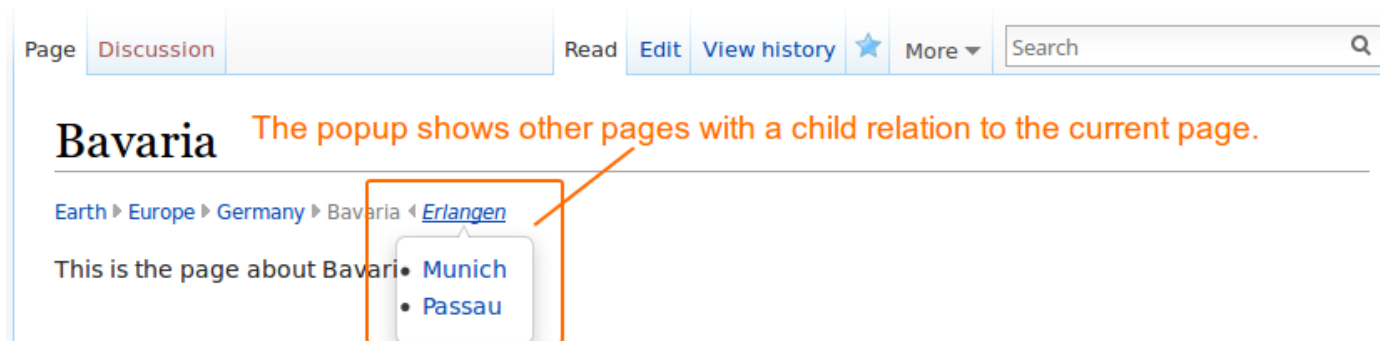 Page Discussion Read Edit View history More Search
Bavaria The popup shows other pages with a child relation to the current page.
Earth Europe Germany Bavaria Erlangen
This is the page about Bavari
Munich
Passau